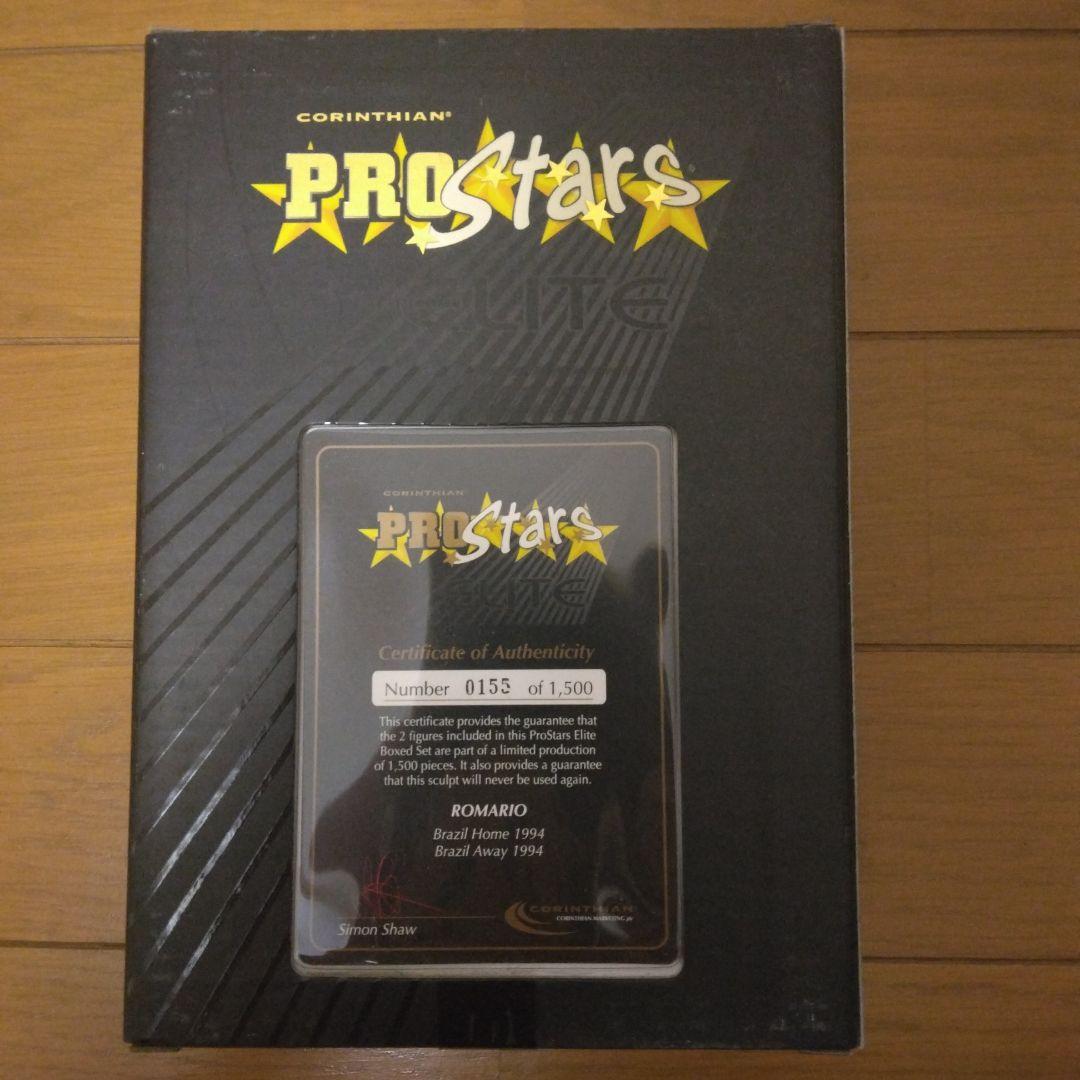 CORINTHIAN®
PROStars®
ELITE
CORINTHIAN
PROStars
ELITE
Certificate of Authenticity
Number 0155 of 1,500
This certificate provides the guarantee that
the 2 figures included in this ProStars Elite
Boxed Set are part of a limited production
of 1,500 pieces. It also provides a guarantee
that this sculpt will never be used again.
ROMARIO
Brazil Home 1994
Brazil Away 1994
CORINTHIAN
CORINTHIAN MARKETING plc
Simon Shaw